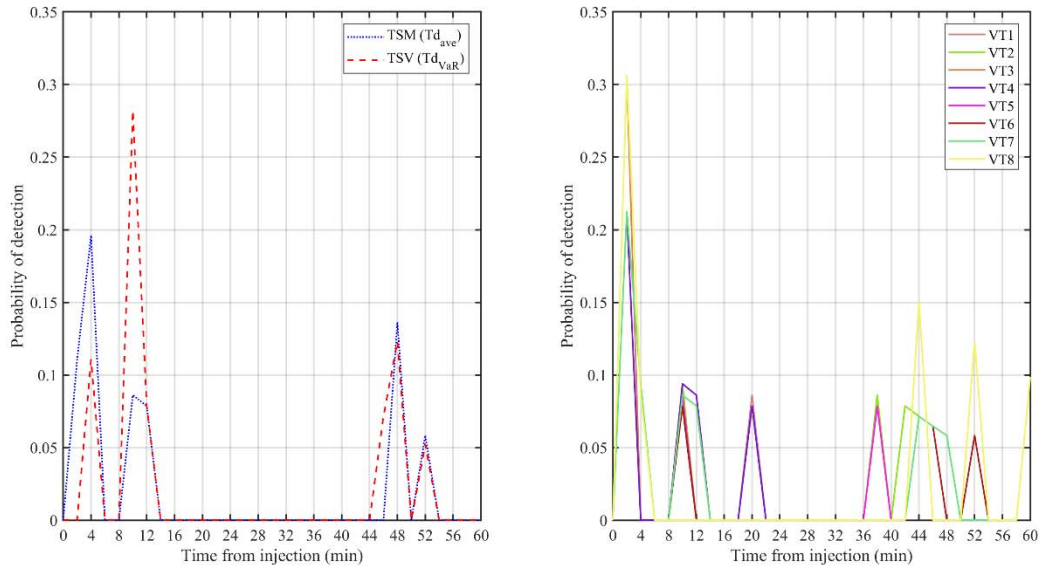 0.35
0.3
0.25
0.2
0.15
0.1
0.05
0
Probability of detection
0 4 8 12 16 20 24 28 32 36 40 44 48 52 56 60
Time from injection (min)
TSM (Td_ave)
TSV (Td_VaR)
0.35
0.3
0.25
0.2
0.15
0.1
0.05
0
Probability of detection
0 4 8 12 16 20 24 28 32 36 40 44 48 52 56 60
Time from injection (min)
VT1
VT2
VT3
VT4
VT5
VT6
VT7
VT8